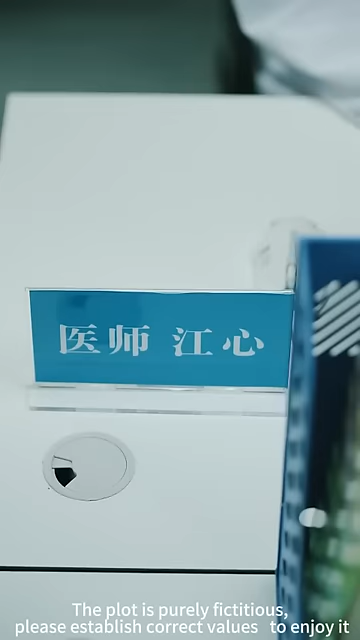 医师 江心
The plot is purely fictitious,
please establish correct values to enjoy it